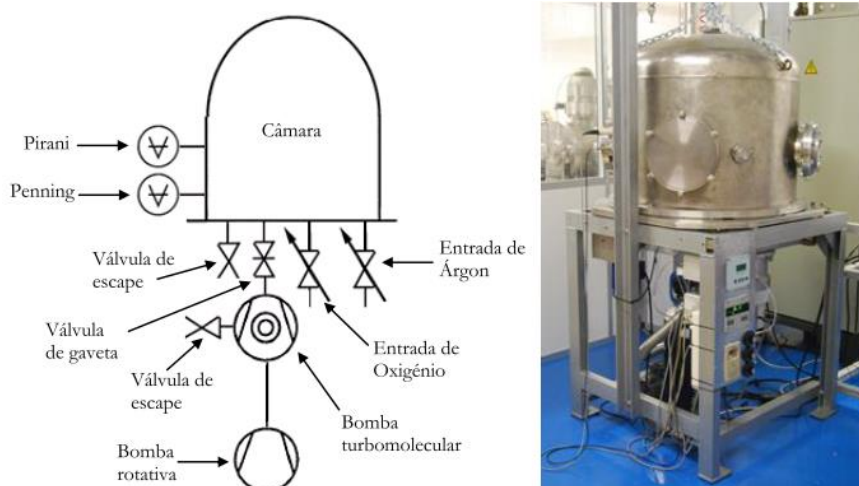 Câmara
Pirani
Penning
Válvula de
escape
Entrada de
Árgon
Válvula
de gaveta
Entrada de
Oxigénio
Válvula de
escape
Bomba
turbomolecular
Bomba
rotativa